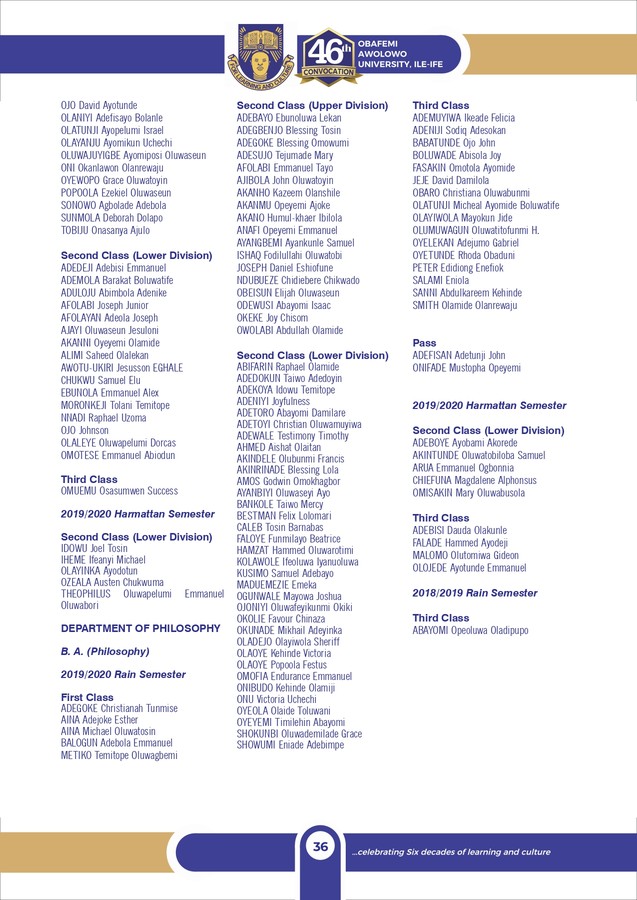 FOR LEARNING AND CULTURE
46th
CONVOCATION
OBAFEMI
AWOLOWO
UNIVERSITY, ILE-IFE
OJO David Ayotunde
OLANIYI Adefisayo Bolanle
OLATUNJI Ayopelumi Israel
OLAYANJU Ayomikun Uchechi
OLUWAJUYIGBE Ayomiposi Oluwaseun
ONI Okanlawon Olanrewaju
OYEWOPO Grace Oluwatoyin
POPOOLA Ezekiel Oluwaseun
SONOWO Agbolade Adebola
SUNMOLA Deborah Dolapo
TOBIJU Onasanya Ajulo
Second Class (Lower Division)
ADEDEJI Adebisi Emmanuel
ADEMOLA Barakat Boluwatife
ADULOJU Abimbola Adenike
AFOLABI Joseph Junior
AFOLAYAN Adeola Joseph
AJAYI Oluwaseun Jesuloni
AKANNI Oyeyemi Olamide
ALIMI Saheed Olalekan
AWOTU-UKIRI Jesusson EGHALE
CHUKWU Samuel Elu
EBUNOLA Emmanuel Alex
MORONKEJI Tolani Temitope
NNADI Raphael Uzoma
OJO Johnson
OLALEYE Oluwapelumi Dorcas
OMOTESE Emmanuel Abiodun
Third Class
OMUEMU Osasumwen Success
2019/2020 Harmattan Semester
Second Class (Lower Division)
IDOWU Joel Tosin
IHEME Ifeanyi Michael
OLAYINKA Ayodotun
OZEALA Austen Chukwuma
THEOPHILUS Oluwapelumi Emmanuel
Oluwabori
DEPARTMENT OF PHILOSOPHY
B. A. (Philosophy)
2019/2020 Rain Semester
First Class
ADEGOKE Christianah Tunmise
AINA Adejoke Esther
AINA Michael Oluwatosin
BALOGUN Adebola Emmanuel
METIKO Temitope Oluwagbemi
Second Class (Upper Division)
ADEBAYO Ebunoluwa Lekan
ADEGBENJO Blessing Tosin
ADEGOKE Blessing Omowumi
ADESUJO Tejumade Mary
AFOLABI Emmanuel Tayo
AJIBOLA John Oluwatoyin
AKANHO Kazeem Olanshile
AKANMU Opeyemi Ajoke
AKANO Humul-khaer Ibilola
ANAFI Opeyemi Emmanuel
AYANGBEMI Ayankunle Samuel
ISHAQ Fodilullahi Oluwatobi
JOSEPH Daniel Eshiofune
NDUBUEZE Chidiebere Chikwado
OBEISUN Elijah Oluwaseun
ODEWUSI Abayomi Isaac
OKEKE Joy Chisom
OWOLABI Abdullah Olamide
Second Class (Lower Division)
ABIFARIN Raphael Olamide
ADEDOKUN Taiwo Adedoyin
ADEKOYA Idowu Temitope
ADENIYI Joyfulness
ADETORO Abayomi Damilare
ADETOYI Christian Oluwamuyiwa
ADEWALE Testimony Timothy
AHMED Aishat Olaitan
AKINDELE Olubunmi Francis
AKINRINADE Blessing Lola
AMOS Godwin Omokhagbor
AYANBIYI Oluwaseyi Ayo
BANKOLE Taiwo Mercy
BESTMAN Felix Lolomari
CALEB Tosin Barnabas
FALOYE Funmilayo Beatrice
HAMZAT Hammed Oluwarotimi
KOLAWOLE Ifeoluwa Iyanuoluwa
KUSIMO Samuel Adebayo
MADUEMEZIE Emeka
OGUNWALE Mayowa Joshua
OJONIYI Oluwafeyikunmi Okiki
OKOLIE Favour Chinaza
OKUNADE Mikhail Adeyinka
OLADEJO Olayiwola Sheriff
OLAOYE Kehinde Victoria
OLAOYE Popoola Festus
OMOFIA Endurance Emmanuel
ONIBUDO Kehinde Olamiji
ONU Victoria Uchechi
OYEOLA Olaide Toluwani
OYEYEMI Timilehin Abayomi
SHOKUNBI Oluwademilade Grace
SHOWUMI Eniade Adebimpe
Third Class
ADEMUYIWA Ikeade Felicia
ADENIJI Sodiq Adesokan
BABATUNDE Ojo John
BOLUWADE Abisola Joy
FASAKIN Omotola Ayomide
JEJE David Damilola
OBARO Christiana Oluwabunmi
OLATUNJI Micheal Ayomide Boluwatife
OLAYIWOLA Mayokun Jide
OLUMUWAGUN Oluwatitofunmi H.
OYELEKAN Adejumo Gabriel
OYETUNDE Rhoda Obaduni
PETER Edidiong Enefiok
SALAMI Eniola
SANNI Abdulkareem Kehinde
SMITH Olamide Olanrewaju
Pass
ADEFISAN Adetunji John
ONIFADE Mustopha Opeyemi
2019/2020 Harmattan Semester
Second Class (Lower Division)
ADEBOYE Ayobami Akorede
AKINTUNDE Oluwatobiloba Samuel
ARUA Emmanuel Ogbonnia
CHIEFUNA Magdalene Alphonsus
OMISAKIN Mary Oluwabusola
Third Class
ADEBISI Dauda Olakunle
FALADE Hammed Ayodeji
MALOMO Olutomiwa Gideon
OLOJEDE Ayotunde Emmanuel
2018/2019 Rain Semester
Third Class
ABAYOMI Opeoluwa Oladipupo
36
...celebrating Six decades of learning and culture